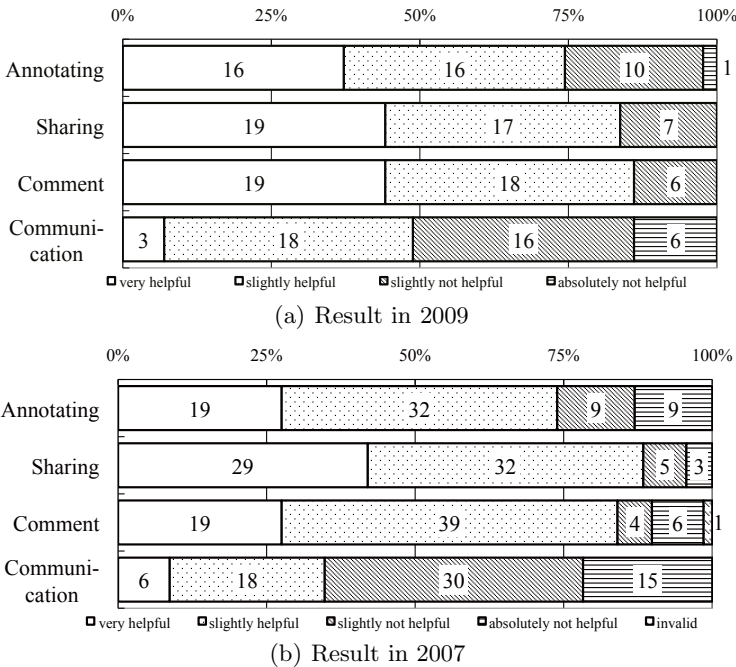 0% 25% 50% 75% 100%
Annotating 16 16 10 1
Sharing 19 17 7
Comment 19 18 6
Communi-
cation 3 18 16 6
very helpful slightly helpful slightly not helpful absolutely not helpful
(a) Result in 2009
0% 25% 50% 75% 100%
Annotating 19 32 9 9
Sharing 29 32 5 3
Comment 19 39 4 6 1
Communi-
cation 6 18 30 15
very helpful slightly helpful slightly not helpful absolutely not helpful invalid
(b) Result in 2007